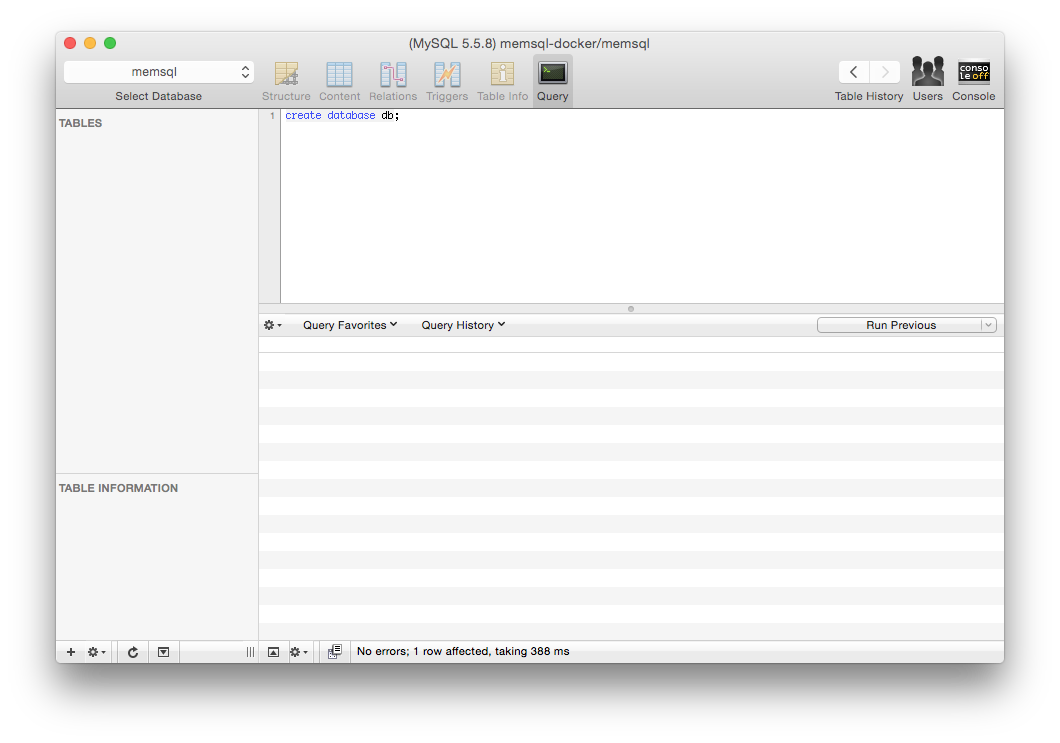 (MySQL 5.5.8) memsql-docker/memsql
memsql
Select Database
Structure
Content
Relations
Triggers
Table Info
Query
Table History
Users
conso
le off
Console
TABLES
1 create database db;
Query Favorites
Query History
Run Previous
TABLE INFORMATION
No errors; 1 row affected, taking 388 ms